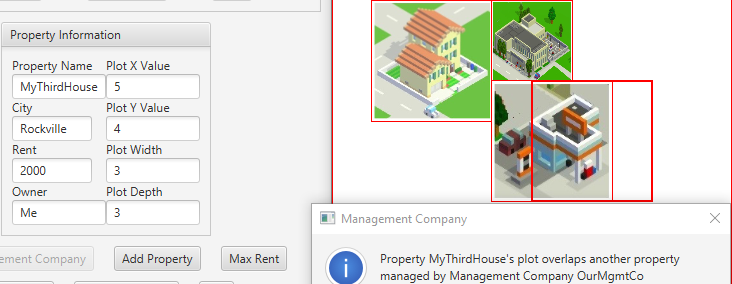 Property Information
Property Name Plot X Value
MyThirdHouse 5
City Plot Y Value
Rockville 4
Rent Plot Width
2000 3
Owner Plot Depth
Me 3
ement Company Add Property Max Rent
Management Company
Property MyThirdHouse's plot overlaps another property
managed by Management Company OurMgmtCo